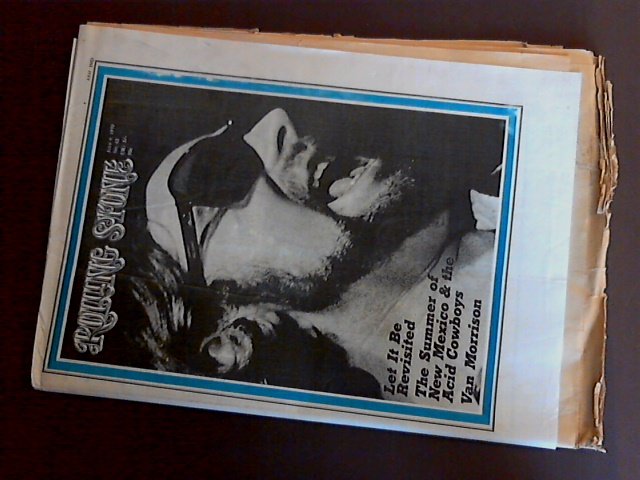 ROLLING STONE
Let It Be
Revisited
The Summer of
New Mexico & the
Acid Cowboys
Van Morrison